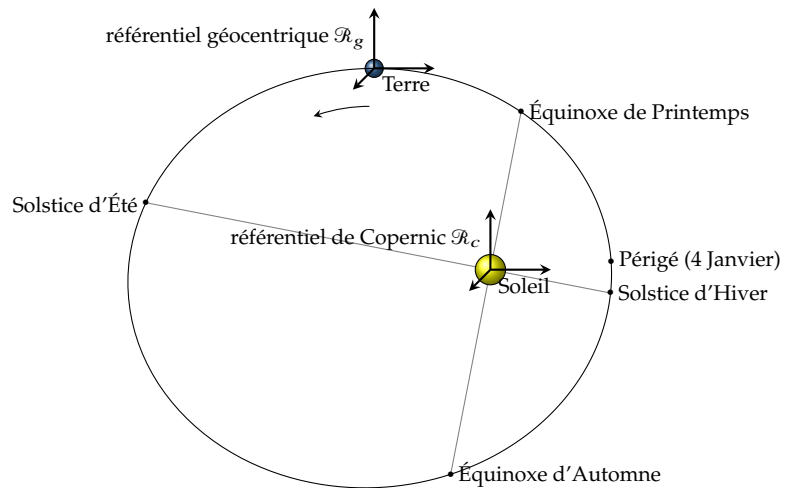 référentiel géocentrique ℛg
Terre
Équinoxe de Printemps
Solstice d'Été
référentiel de Copernic ℛc
Périgé (4 Janvier)
Soleil
Solstice d'Hiver
Équinoxe d'Automne